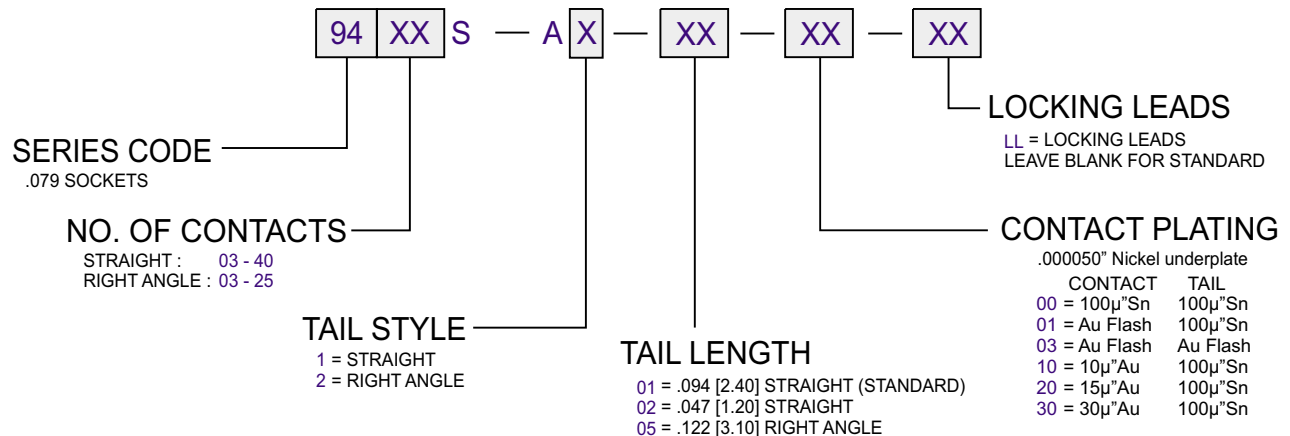 94 XX S — A X — XX — XX — XX
LOCKING LEADS
LL = LOCKING LEADS
LEAVE BLANK FOR STANDARD
SERIES CODE
.079 SOCKETS
NO. OF CONTACTS
STRAIGHT : 03 - 40
RIGHT ANGLE : 03 - 25
TAIL STYLE
1 = STRAIGHT
2 = RIGHT ANGLE
TAIL LENGTH
01 = .094 [2.40] STRAIGHT (STANDARD)
02 = .047 [1.20] STRAIGHT
05 = .122 [3.10] RIGHT ANGLE
CONTACT PLATING
.000050” Nickel underplate
CONTACT TAIL
00 = 100µ”Sn 100µ”Sn
01 = Au Flash 100µ”Sn
03 = Au Flash Au Flash
10 = 10µ”Au 100µ”Sn
20 = 15µ”Au 100µ”Sn
30 = 30µ”Au 100µ”Sn